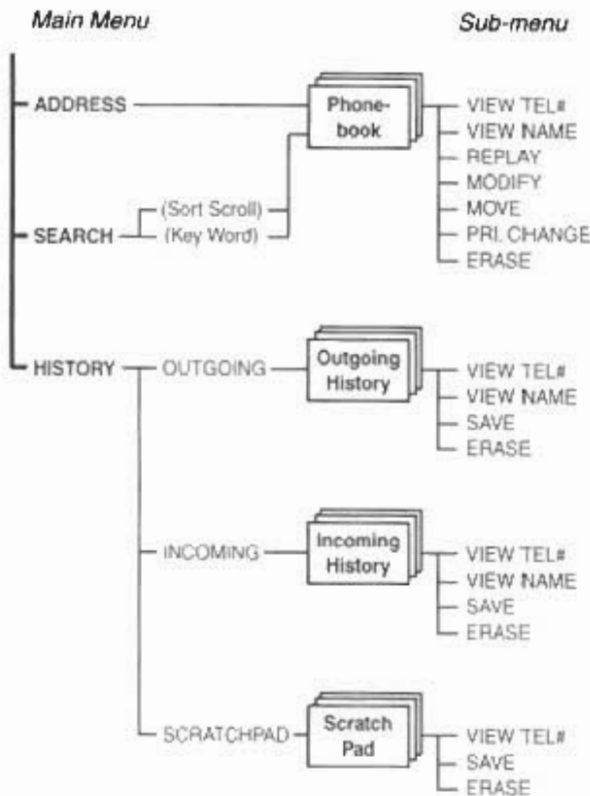 Main Menu
Sub-menu
ADDRESS
Phone-
book
VIEW TEL#
VIEW NAME
REPLAY
MODIFY
MOVE
PRI. CHANGE
ERASE
SEARCH
(Sort Scroll)
(Key Word)
HISTORY
OUTGOING
Outgoing
History
VIEW TEL#
VIEW NAME
SAVE
ERASE
INCOMING
Incoming
History
VIEW TEL#
VIEW NAME
SAVE
ERASE
SCRATCHPAD
Scratch
Pad
VIEW TEL#
SAVE
ERASE